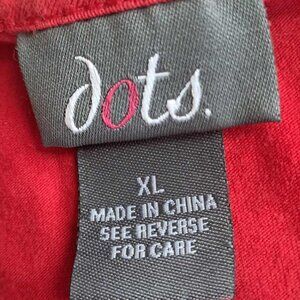 dots.
XL
MADE IN CHINA
SEE REVERSE
FOR CARE